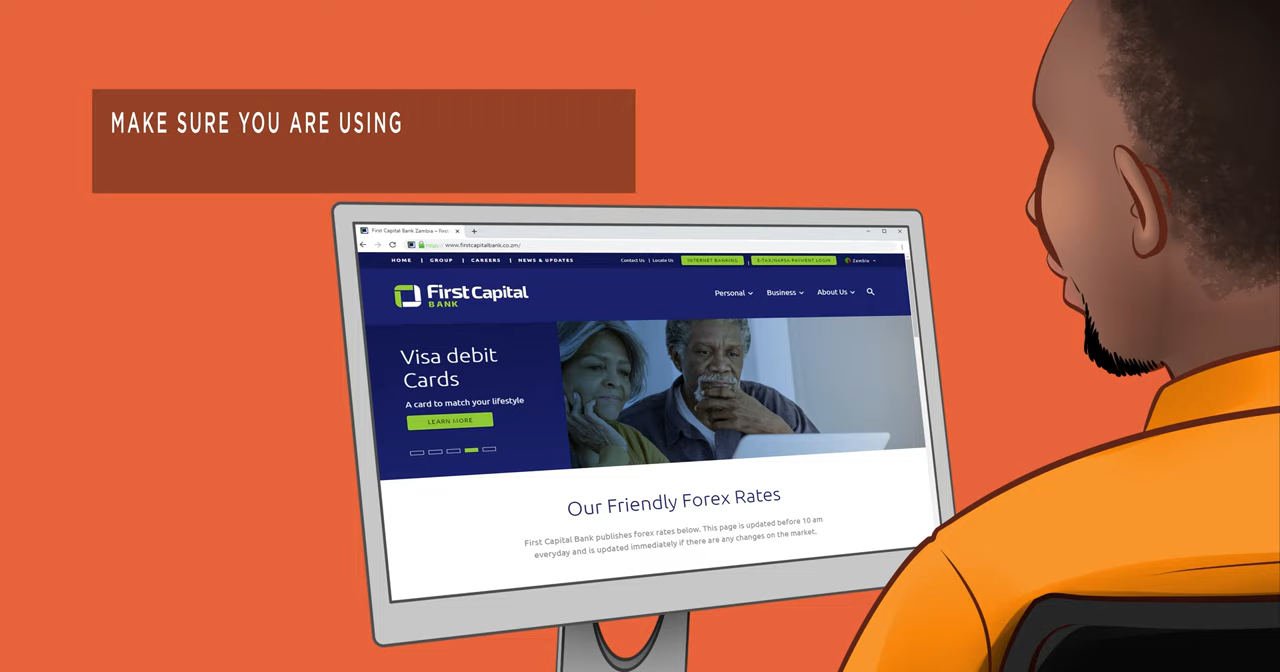 MAKE SURE YOU ARE USING
First Capital Bank Zambia – First
https:// www.firstcapitalbank.co.zm/
HOME | GROUP | CAREERS | NEWS & UPDATES
Contact Us | Locate Us
INTERNET BANKING
E-TAX/NAPSA PAYMENT LOGIN
Zambia
First Capital
BANK
Personal
Business
About Us
Visa debit
Cards
A card to match your lifestyle
LEARN MORE
Our Friendly Forex Rates
First Capital Bank publishes forex rates below. This page is updated before 10 am
everyday and is updated immediately if there are any changes on the market.